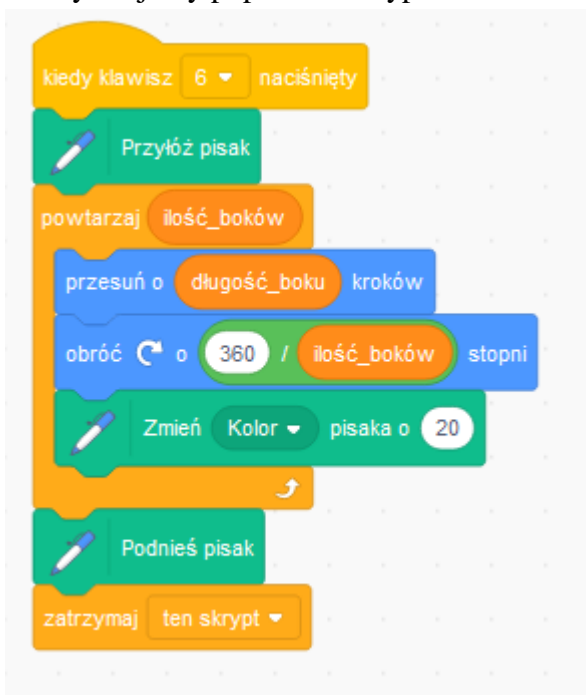 kiedy klawisz 6 naciśnięty
Przyłóż pisak
powtarzaj ilość_boków
przesuń o długość_boku kroków
obróć o 360 / ilość_boków stopni
Zmień Kolor pisaka o 20
Podnieś pisak
zatrzymaj ten skrypt